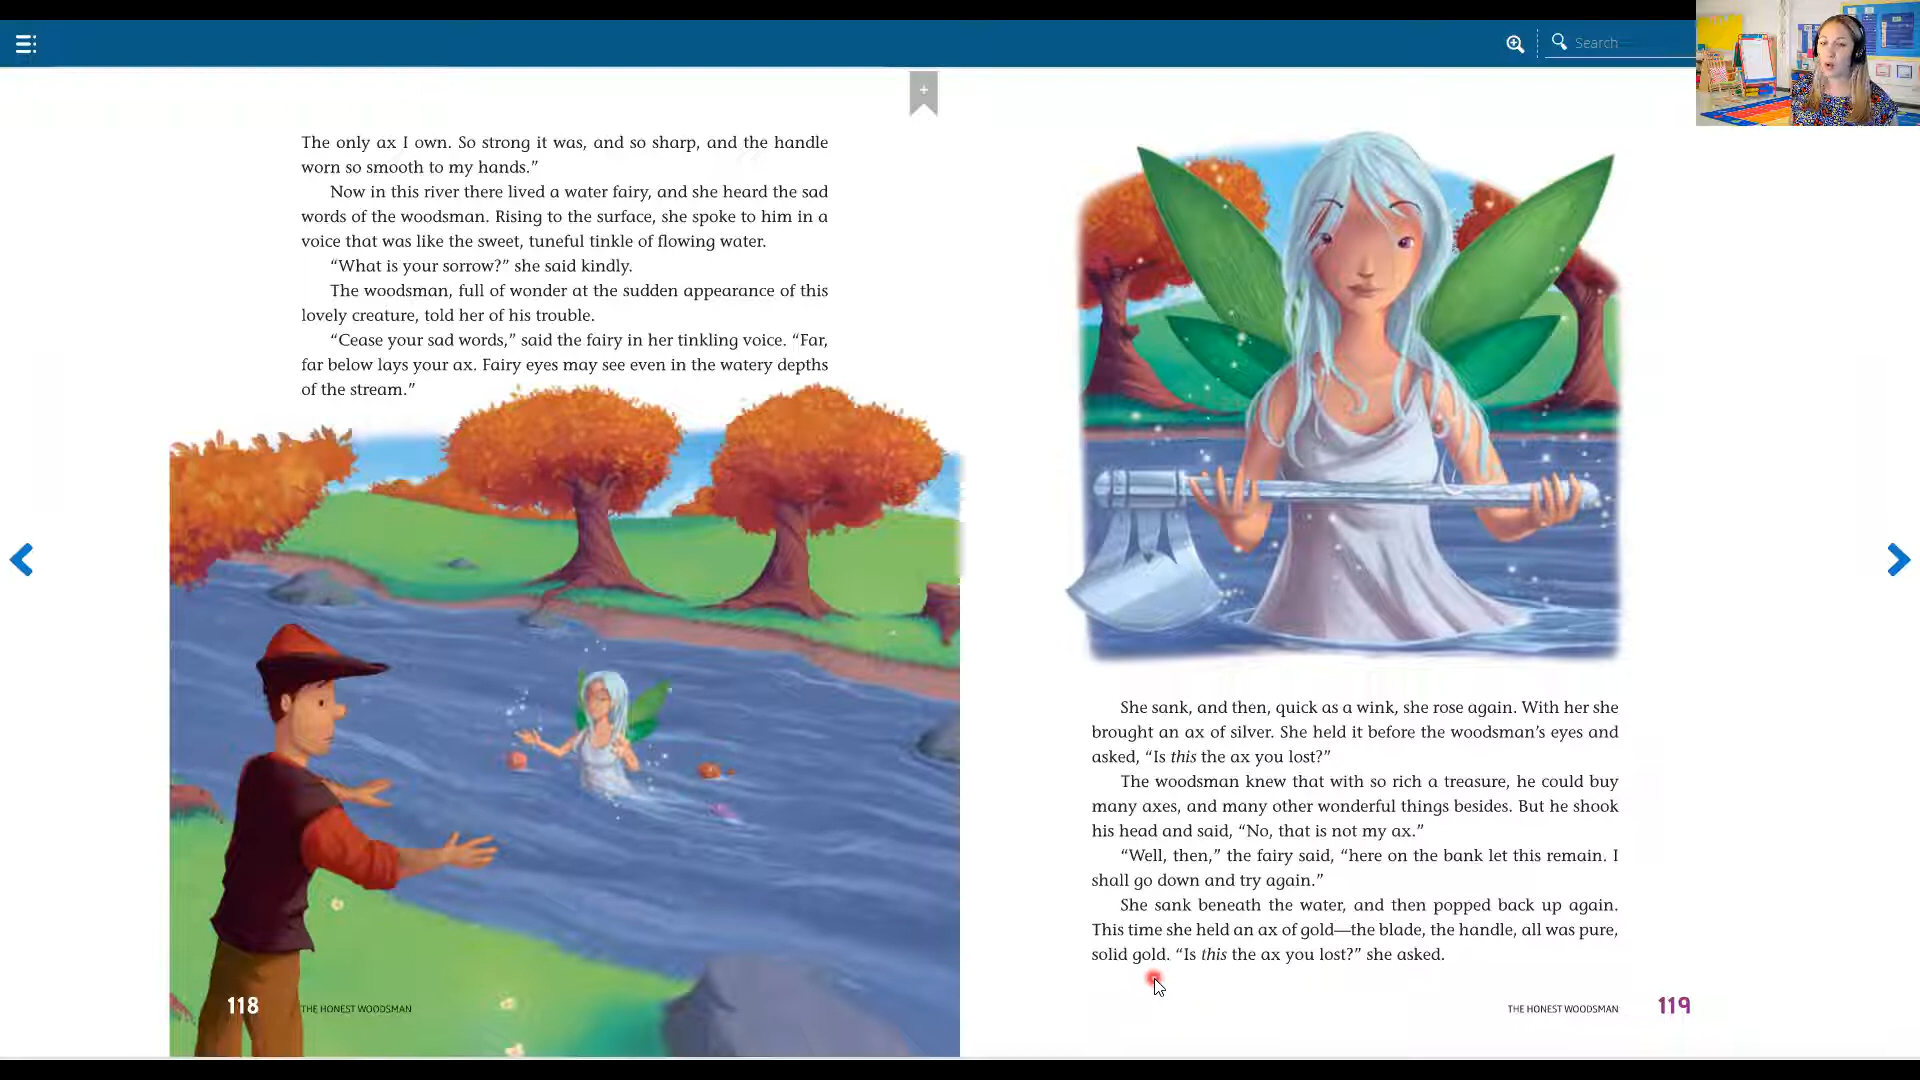 Search
+
The only ax I own. So strong it was, and so sharp, and the handle
worn so smooth to my hands.”
Now in this river there lived a water fairy, and she heard the sad
words of the woodsman. Rising to the surface, she spoke to him in a
voice that was like the sweet, tuneful tinkle of flowing water.
“What is your sorrow?” she said kindly.
The woodsman, full of wonder at the sudden appearance of this
lovely creature, told her of his trouble.
“Cease your sad words,” said the fairy in her tinkling voice. “Far,
far below lays your ax. Fairy eyes may see even in the watery depths
of the stream.”
118
THE HONEST WOODSMAN
She sank, and then, quick as a wink, she rose again. With her she
brought an ax of silver. She held it before the woodsman’s eyes and
asked, “Is this the ax you lost?”
The woodsman knew that with so rich a treasure, he could buy
many axes, and many other wonderful things besides. But he shook
his head and said, “No, that is not my ax.”
“Well, then,” the fairy said, “here on the bank let this remain. I
shall go down and try again.”
She sank beneath the water, and then popped back up again.
This time she held an ax of gold—the blade, the handle, all was pure,
solid gold. “Is this the ax you lost?” she asked.
THE HONEST WOODSMAN
119